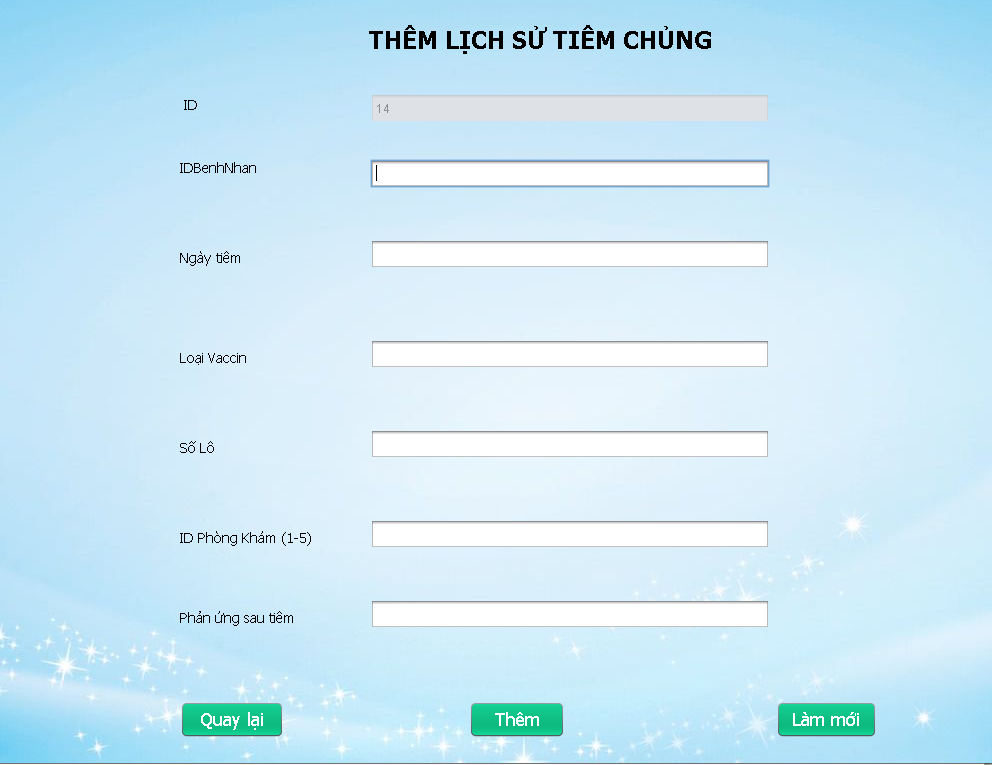 THÊM LỊCH SỬ TIÊM CHỦNG
ID
14
IDBenhNhan
Ngày tiêm
Loại Vaccin
Số Lô
ID Phòng Khám (1-5)
Phản ứng sau tiêm
Quay lại
Thêm
Làm mới